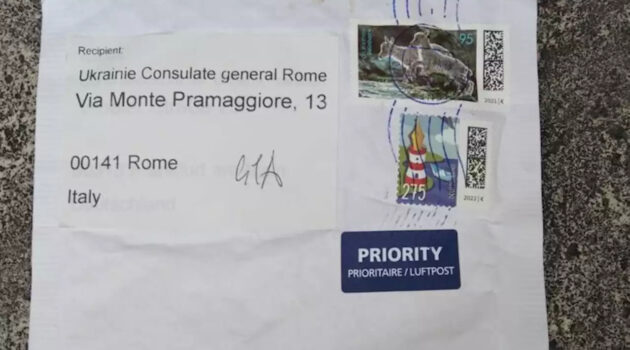 Recipient:
Ukrainie Consulate general Rome
Via Monte Pramaggiore, 13
00141 Rome
Italy
95
2021|K
275
2022|K
PRIORITY
PRIORITAIRE / LUFTPOST